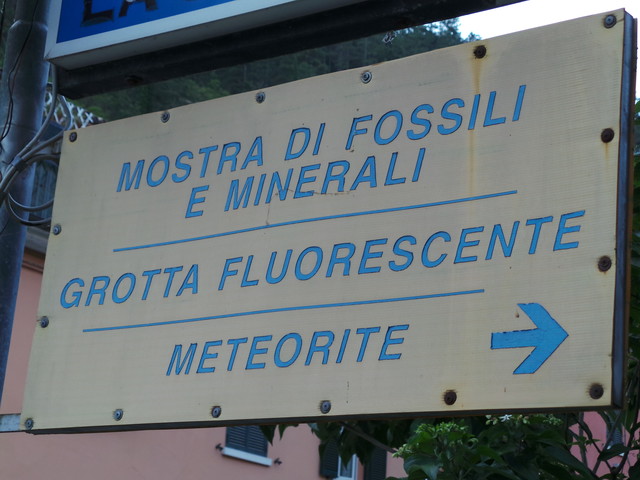 MOSTRA DI FOSSILI
E MINERALI
GROTTA FLUORESCENTE
METEORITE